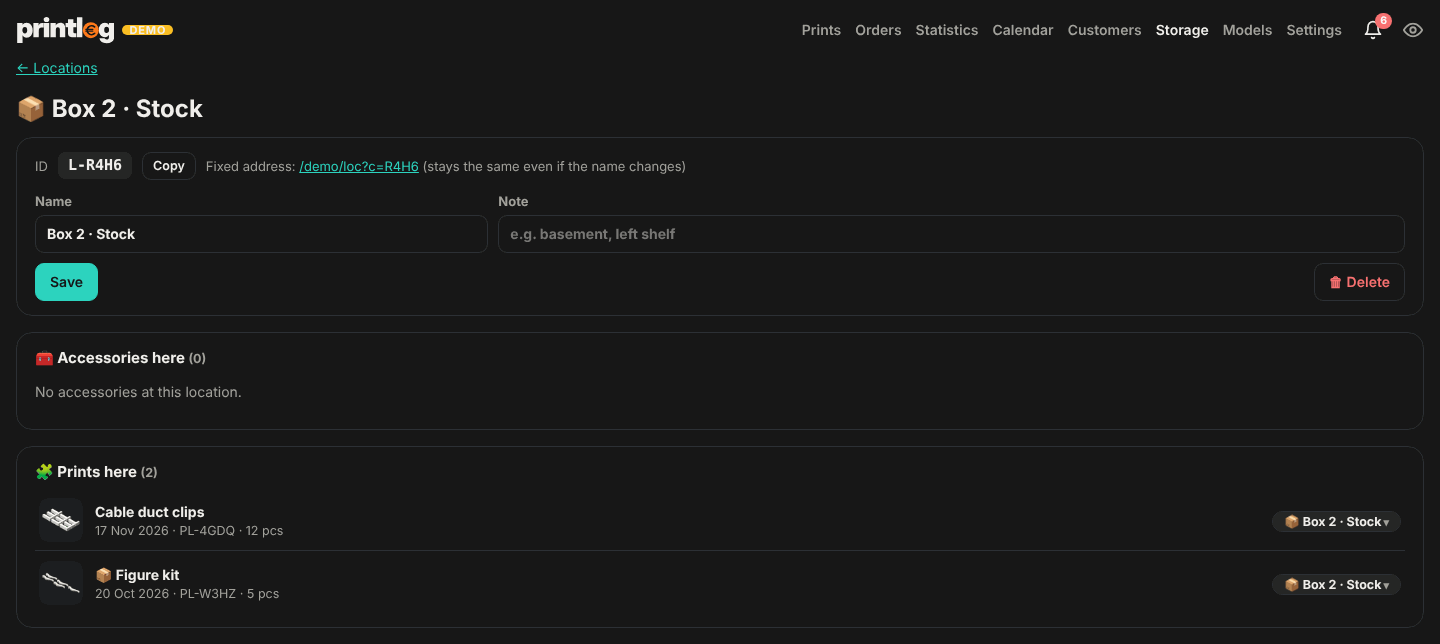 printlog DEMO
Prints Orders Statistics Calendar Customers Storage Models Settings 6
← Locations
📦 Box 2 · Stock
ID L-R4H6 Copy Fixed address: /demo/loc?c=R4H6 (stays the same even if the name changes)
Name Note
Box 2 · Stock e.g. basement, left shelf
Save 🗑 Delete
🧰 Accessories here (0)
No accessories at this location.
🧩 Prints here (2)
Cable duct clips
17 Nov 2026 · PL-4GDQ · 12 pcs
📦 Box 2 · Stock ▾
📦 Figure kit
20 Oct 2026 · PL-W3HZ · 5 pcs
📦 Box 2 · Stock ▾